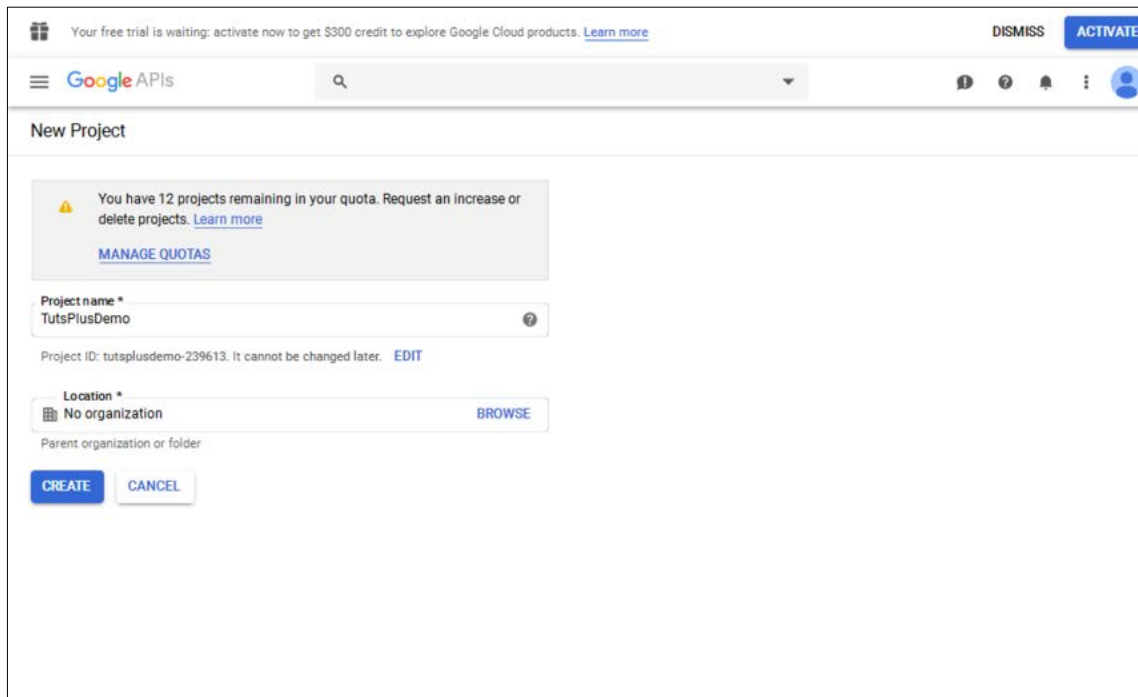 Your free trial is waiting: activate now to get $300 credit to explore Google Cloud products. Learn more
DISMISS
ACTIVATE
Google APIs
New Project
You have 12 projects remaining in your quota. Request an increase or
delete projects. Learn more
MANAGE QUOTAS
Project name *
TutsPlusDemo
Project ID: tutsplusdemo-239613. It cannot be changed later. EDIT
Location *
No organization
BROWSE
Parent organization or folder
CREATE
CANCEL